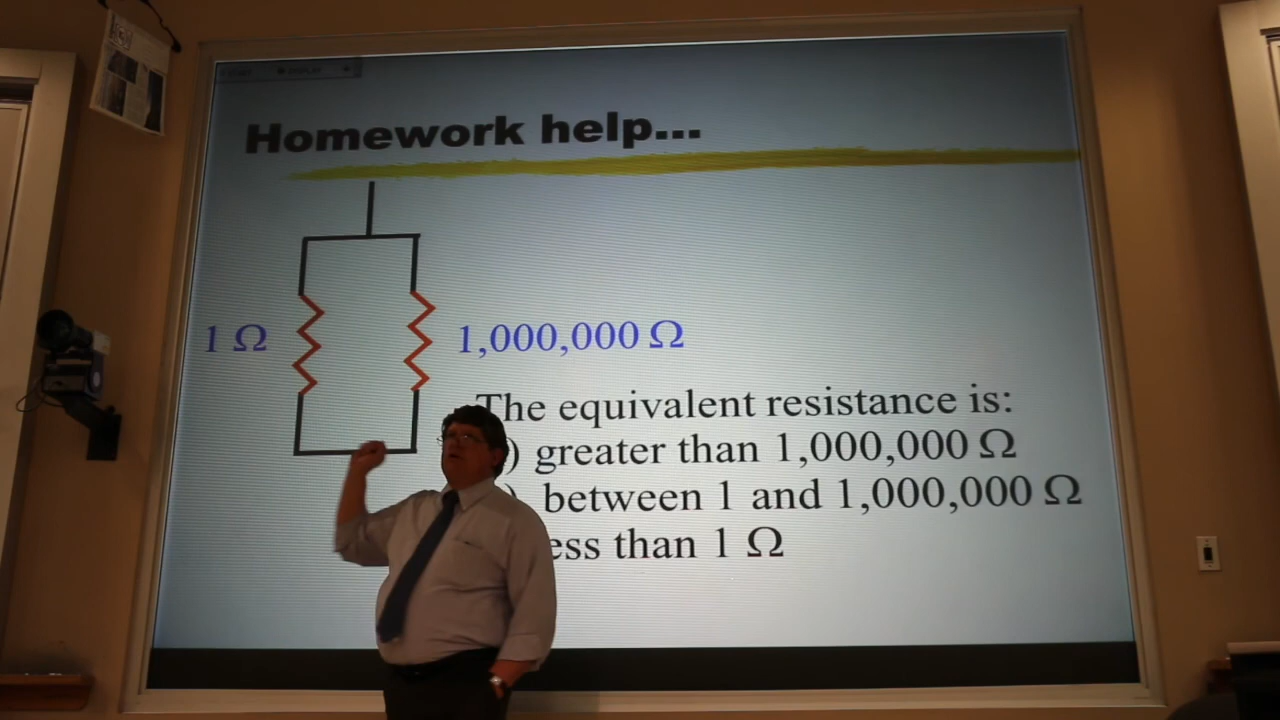 Homework help...
1 Ω
1,000,000 Ω
The equivalent resistance is:
) greater than 1,000,000 Ω
) between 1 and 1,000,000 Ω
ess than 1 Ω